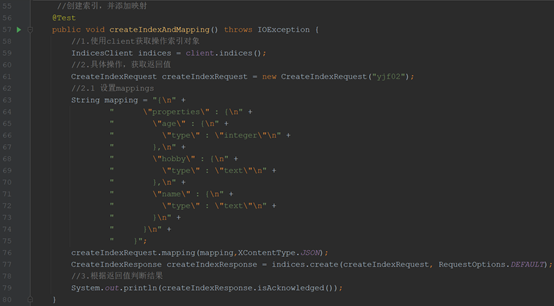 55 //创建索引，并添加映射
56 @Test
57 public void createIndexAndMapping() throws IOException {
58 //1.使用client获取操作索引对象
59 IndicesClient indices = client.indices();
60 //2.具体操作，获取返回值
61 CreateIndexRequest createIndexRequest = new CreateIndexRequest("yjf02");
62 //2.1 设置mappings
63 String mapping = "{\n" +
64 "      \"properties\" : {\n" +
65 "        \"age\" : {\n" +
66 "          \"type\" : \"integer\"\n" +
67 "        },\n" +
68 "        \"hobby\" : {\n" +
69 "          \"type\" : \"text\"\n" +
70 "        },\n" +
71 "        \"name\" : {\n" +
72 "          \"type\" : \"text\"\n" +
73 "        }\n" +
74 "      }\n" +
75 "    }";
76 createIndexRequest.mapping(mapping,XContentType.JSON);
77 CreateIndexResponse createIndexResponse = indices.create(createIndexRequest, RequestOptions.DEFAULT);
78 //3.根据返回值判断结果
79 System.out.println(createIndexResponse.isAcknowledged());
80 }